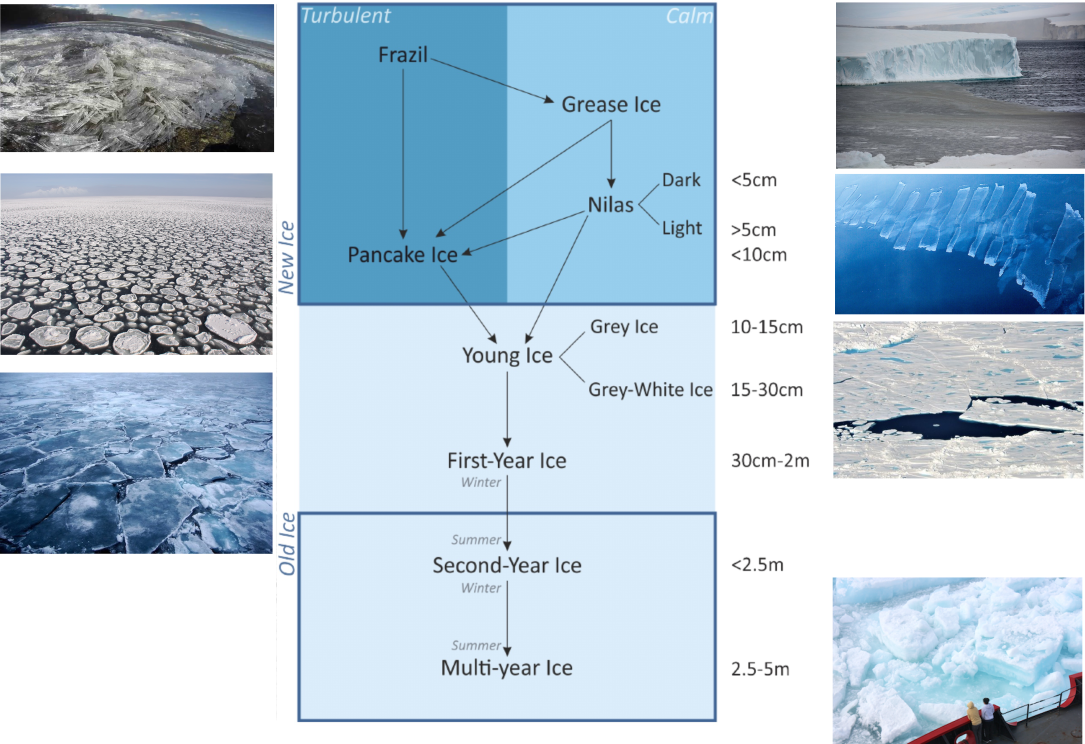 Turbulent
Calm
Frazil
Grease Ice
Dark
<5cm
Nilas
Light
>5cm
Pancake Ice
<10cm
New Ice
Grey Ice
10-15cm
Young Ice
Grey-White Ice
15-30cm
First-Year Ice
30cm-2m
Winter
Old Ice
Summer
Second-Year Ice
<2.5m
Winter
Summer
Multi-year Ice
2.5-5m